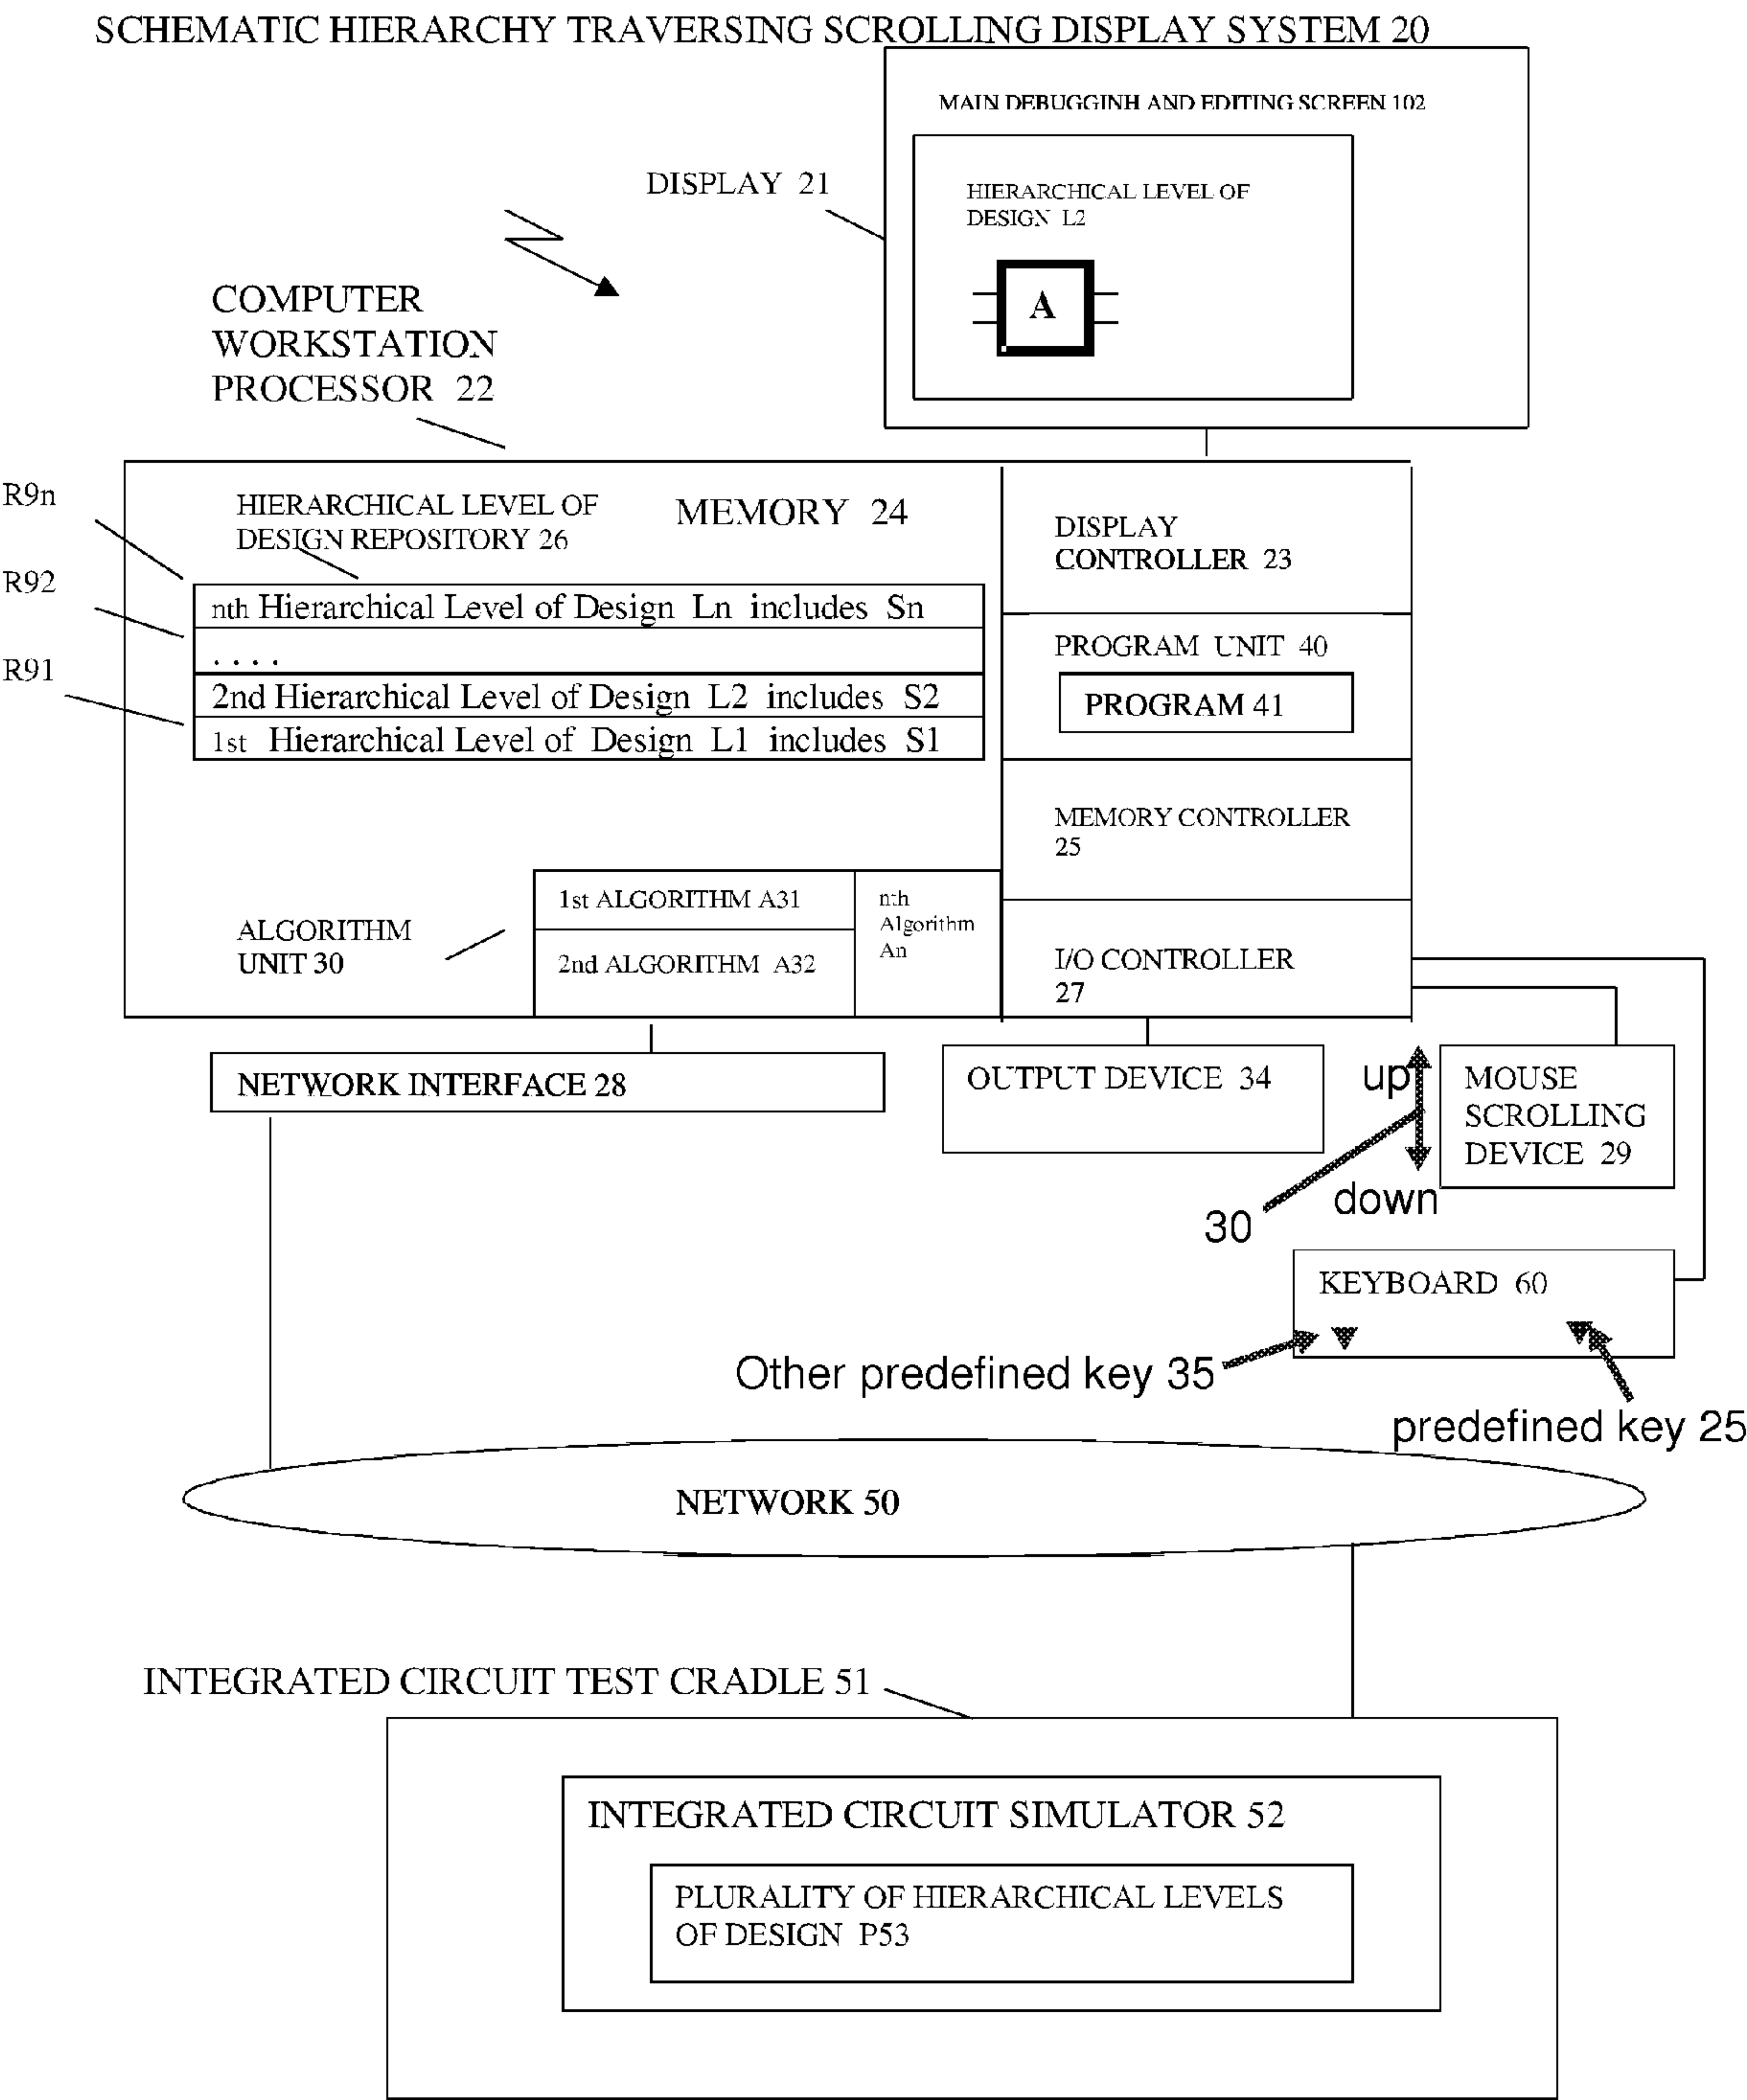 SCHEMATIC HIERARCHY TRAVERSING SCROLLING DISPLAY SYSTEM 20
MAIN DEBUGGINH AND EDITING SCREEN 102
DISPLAY 21
HIERARCHICAL LEVEL OF
DESIGN L2
A
COMPUTER
WORKSTATION
PROCESSOR 22
R9n
R92
R91
HIERARCHICAL LEVEL OF
DESIGN REPOSITORY 26
MEMORY 24
nth Hierarchical Level of Design Ln includes Sn
. . . .
2nd Hierarchical Level of Design L2 includes S2
1st Hierarchical Level of Design L1 includes S1
DISPLAY
CONTROLLER 23
PROGRAM UNIT 40
PROGRAM 41
MEMORY CONTROLLER
25
ALGORITHM
UNIT 30
1st ALGORITHM A31
2nd ALGORITHM A32
nth
Algorithm
An
I/O CONTROLLER
27
NETWORK INTERFACE 28
OUTPUT DEVICE 34
up
down
30
MOUSE
SCROLLING
DEVICE 29
KEYBOARD 60
Other predefined key 35
predefined key 25
NETWORK 50
INTEGRATED CIRCUIT TEST CRADLE 51
INTEGRATED CIRCUIT SIMULATOR 52
PLURALITY OF HIERARCHICAL LEVELS
OF DESIGN P53